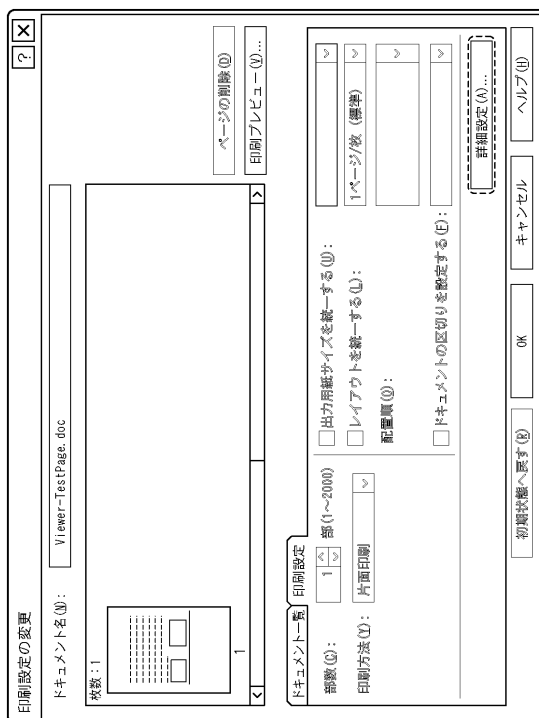 印刷設定の変更
? ×
ドキュメント名(N):
Viewer-TestPage.doc
枚数:1
1
ページの削除(D)
印刷プレビュー(V)...
ドキュメント一覧
印刷設定
部数(C):
1
部(1~2000)
印刷方法(Y):
片面印刷
出力用紙サイズを統一する(U):
レイアウトを統一する(L):
1ページ/枚 (標準)
配置順(O):
ドキュメントの区切りを設定する(F):
詳細設定(A)...
初期状態へ戻す(R)
OK
キャンセル
ヘルプ(H)